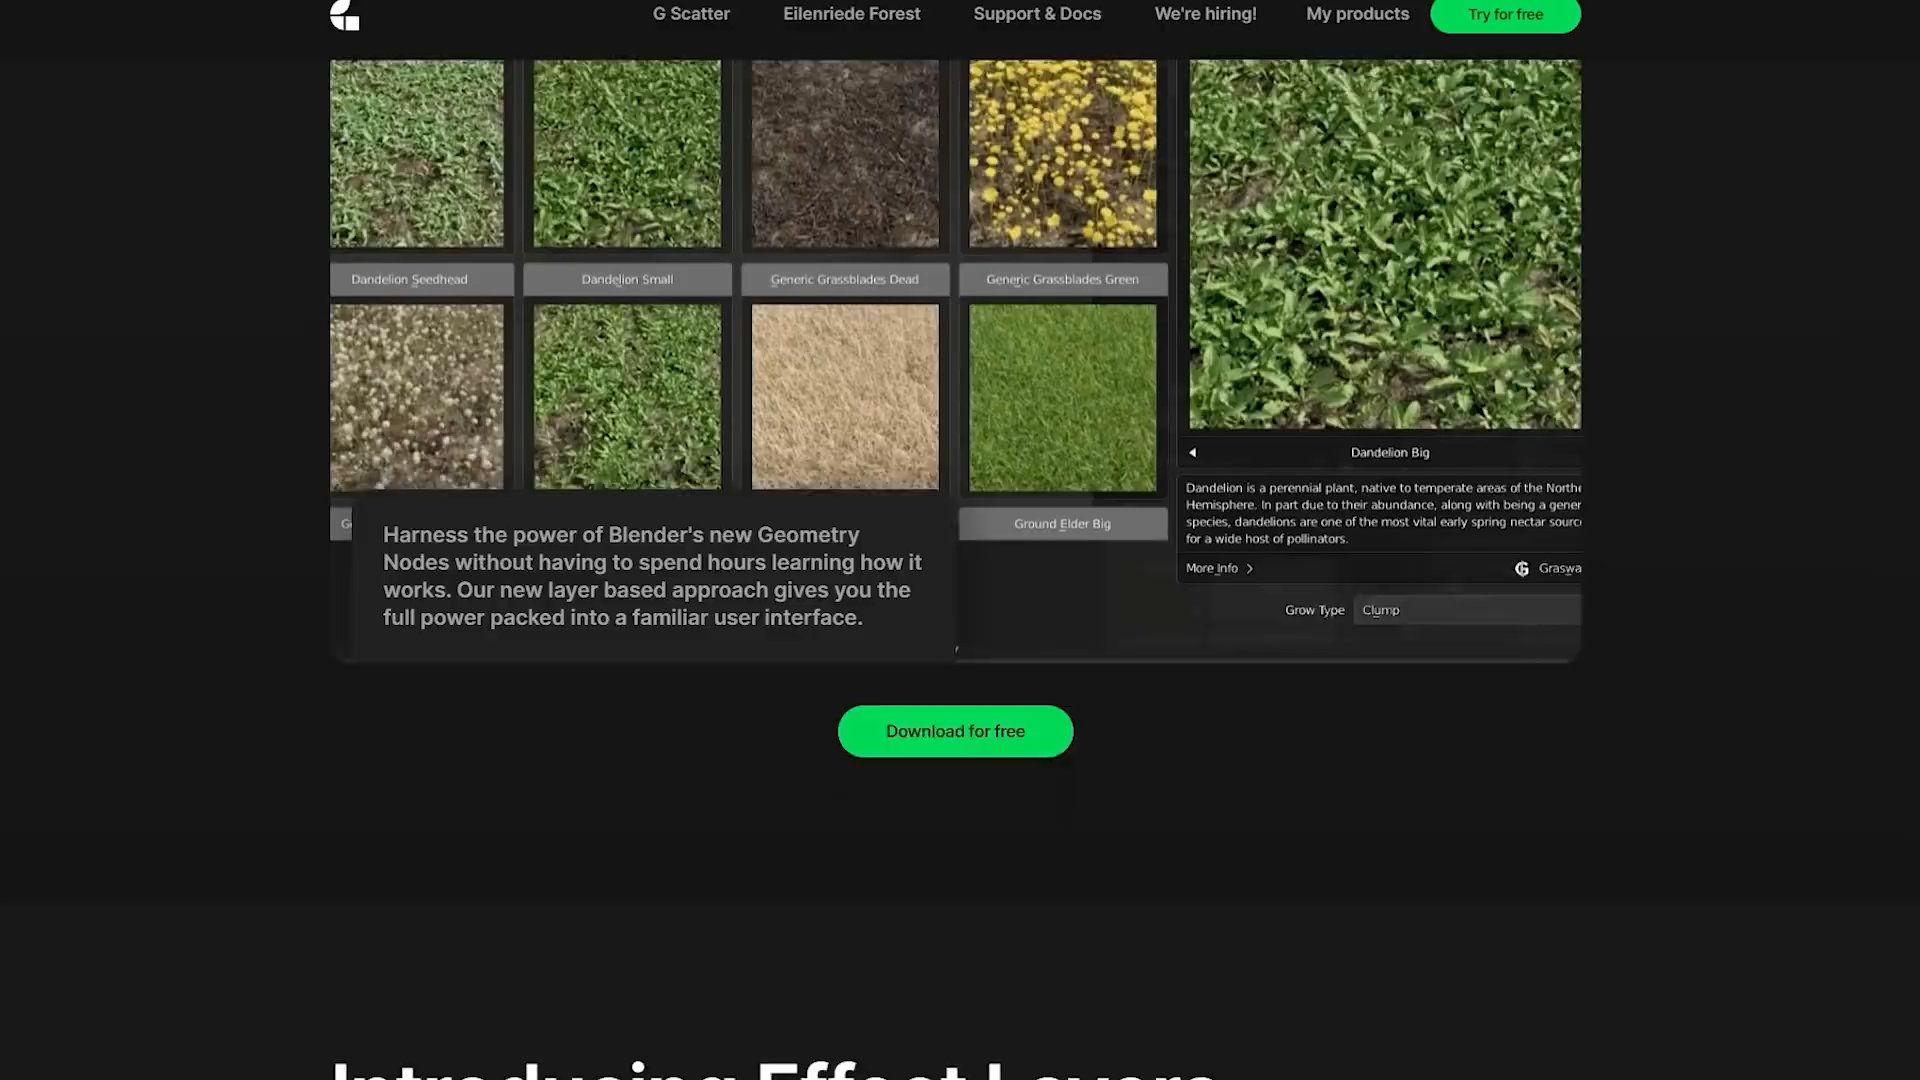 G Scatter
Eilenriede Forest
Support & Docs
We're hiring!
My products
Try for free
Dandelion Seedhead
Dandelion Small
Generic Grassblades Dead
Generic Grassblades Green
Dandelion Big
Dandelion is a perennial plant, native to temperate areas of the Northe
Hemisphere. In part due to their abundance, along with being a gener
species, dandelions are one of the most vital early spring nectar source
for a wide host of pollinators.
More Info
Graswa
Grow Type
Clump
Ground Elder Big
Harness the power of Blender's new Geometry
Nodes without having to spend hours learning how it
works. Our new layer based approach gives you the
full power packed into a familiar user interface.
Download for free
Introducing Effect Layers